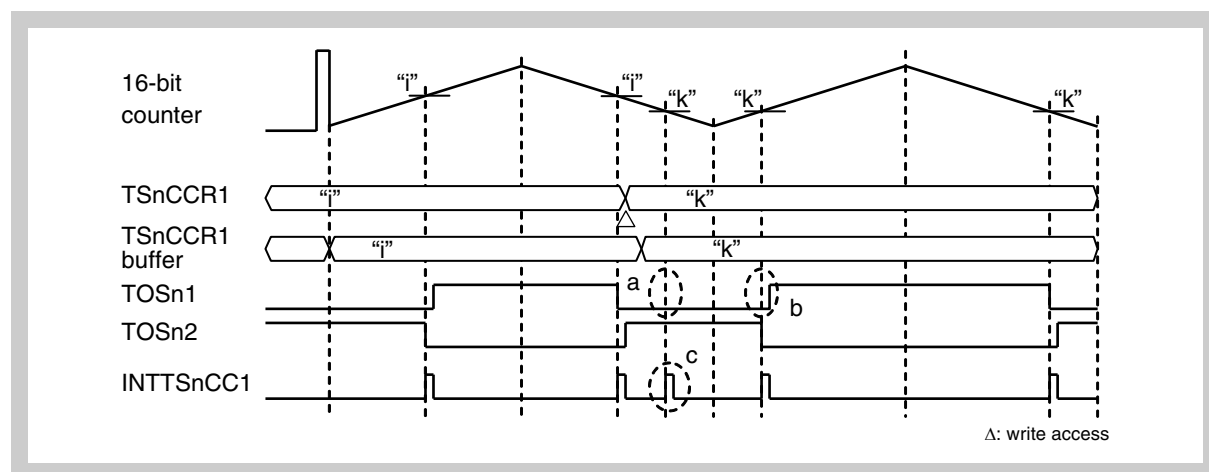 16-bit
counter
“i”
“i”
“k”
“k”
“k”
TSnCCR1
“i”
“k”
TSnCCR1
buffer
“i”
“k”
TOSn1
a
b
TOSn2
c
INTTSnCC1
Δ: write access